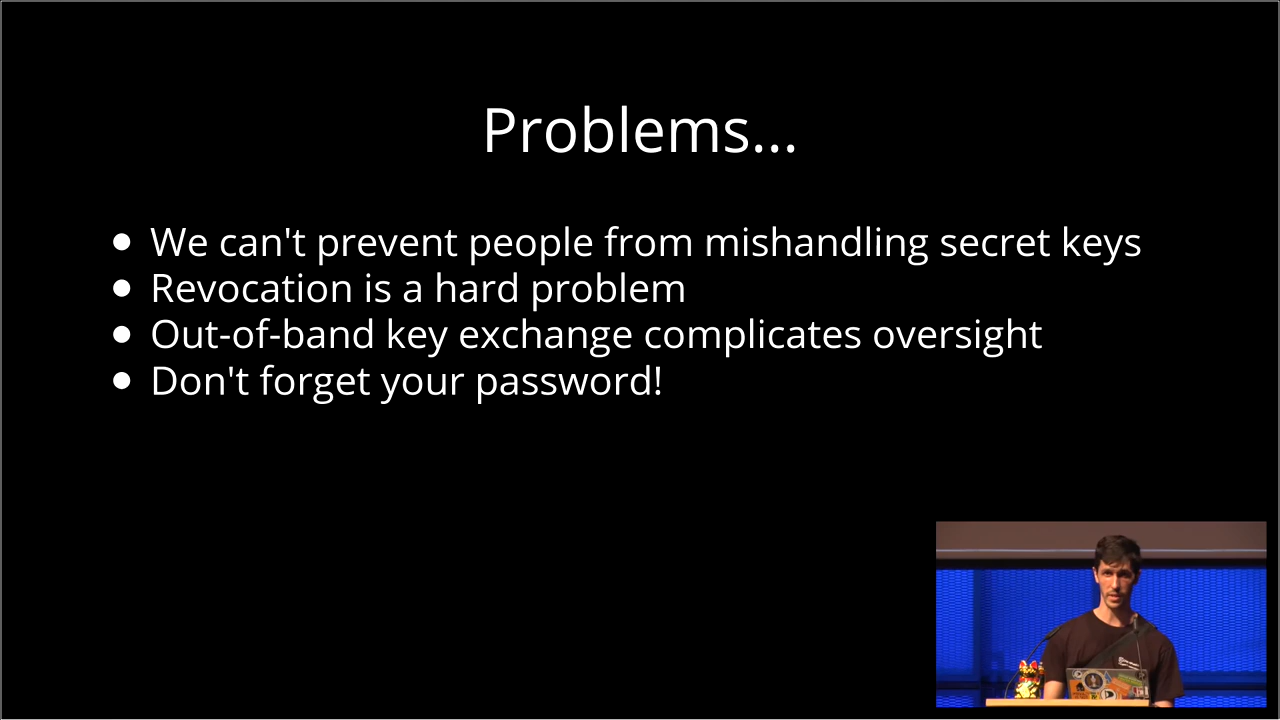 Problems...
● We can't prevent people from mishandling secret keys
● Revocation is a hard problem
● Out-of-band key exchange complicates oversight
● Don't forget your password!